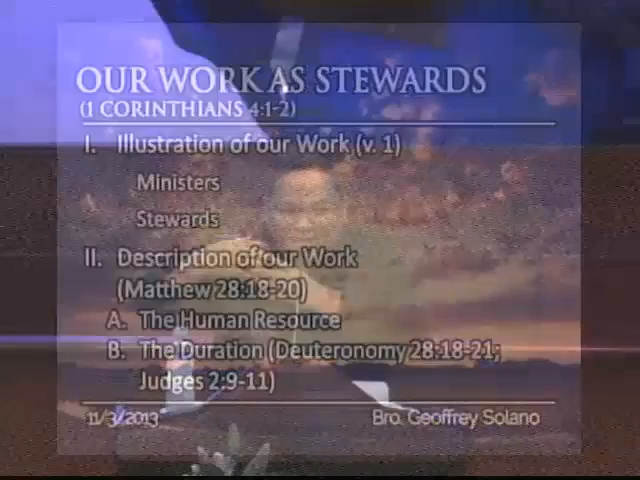 OUR WORK AS STEWARDS
(1 CORINTHIANS 4:1-2)
I. Illustration of our Work (v. 1)
Ministers
Stewards
II. Description of our Work
(Matthew 28:18-20)
A. The Human Resource
B. The Duration (Deuteronomy 28:18-21;
Judges 2:9-11)
11/3/2013 Bro. Geoffrey Solano